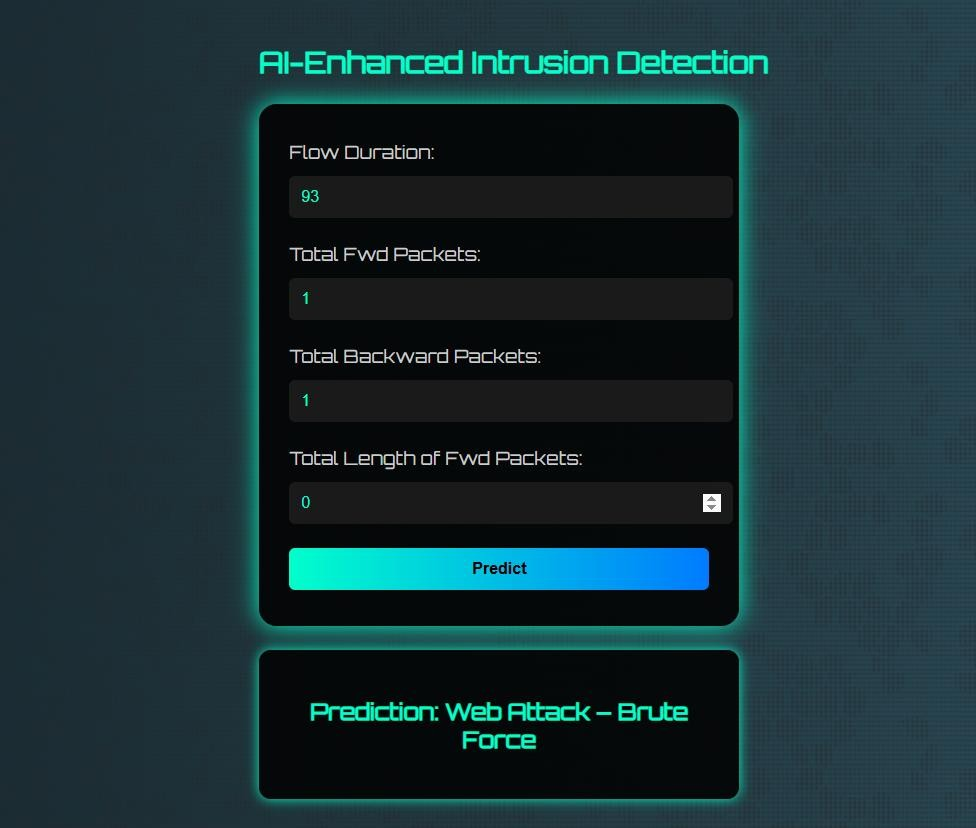 AI-Enhanced Intrusion Detection
Flow Duration:
93
Total Fwd Packets:
1
Total Backward Packets:
1
Total Length of Fwd Packets:
0
Predict
Prediction: Web Attack – Brute
Force